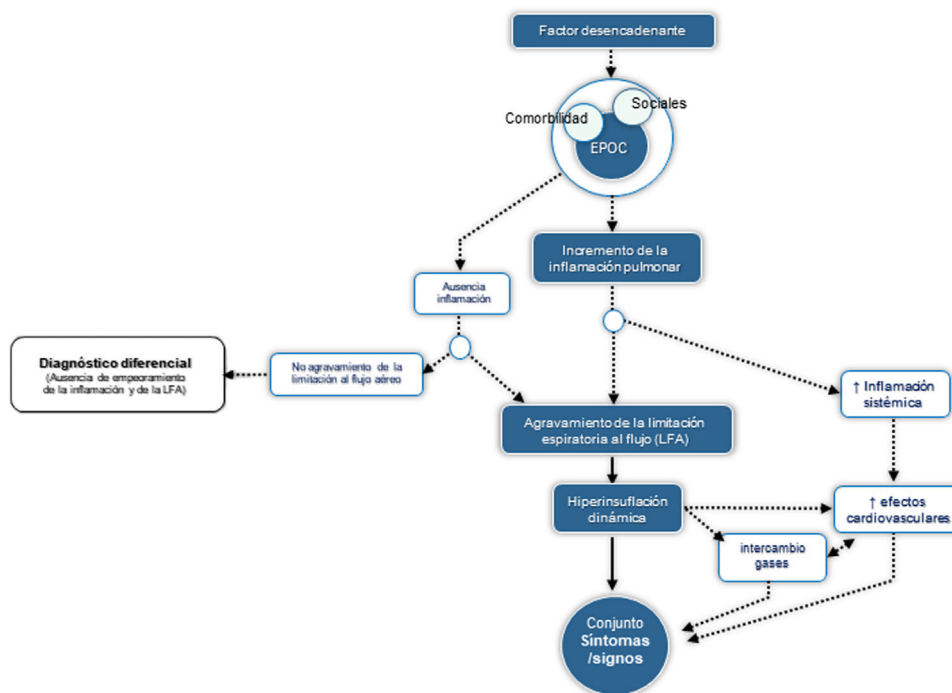 Factor desencadenante
Sociales
Comorbilidad
EPOC
Incremento de la
inflamación pulmonar
Ausencia
inflamación
Diagnóstico diferencial
(Ausencia de empeoramiento
de la inflamación y de la LFA)
No agravamiento de la
limitación al flujo aéreo
↑ Inflamación
sistémica
Agravamiento de la limitación
espiratoria al flujo (LFA)
Hiperinsuflación
dinámica
↑ efectos
cardiovasculares
intercambio
gases
Conjunto
Síntomas
/signos